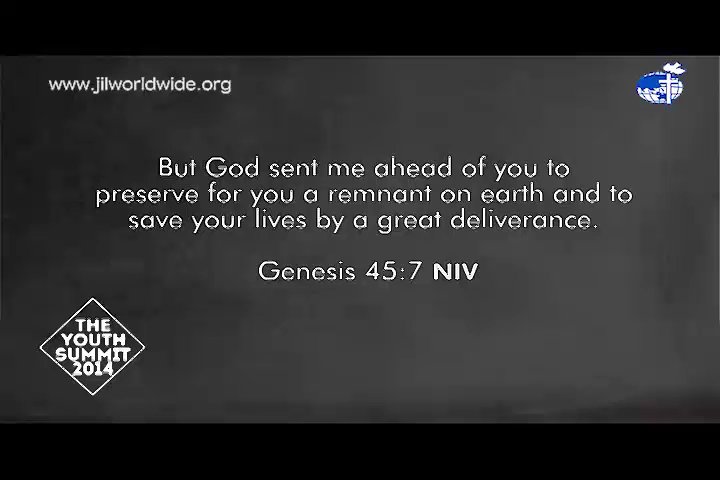 www.jilworldwide.org
But God sent me ahead of you to
preserve for you a remnant on earth and to
save your lives by a great deliverance.
Genesis 45:7 NIV
THE
YOUTH
SUMMIT
2014